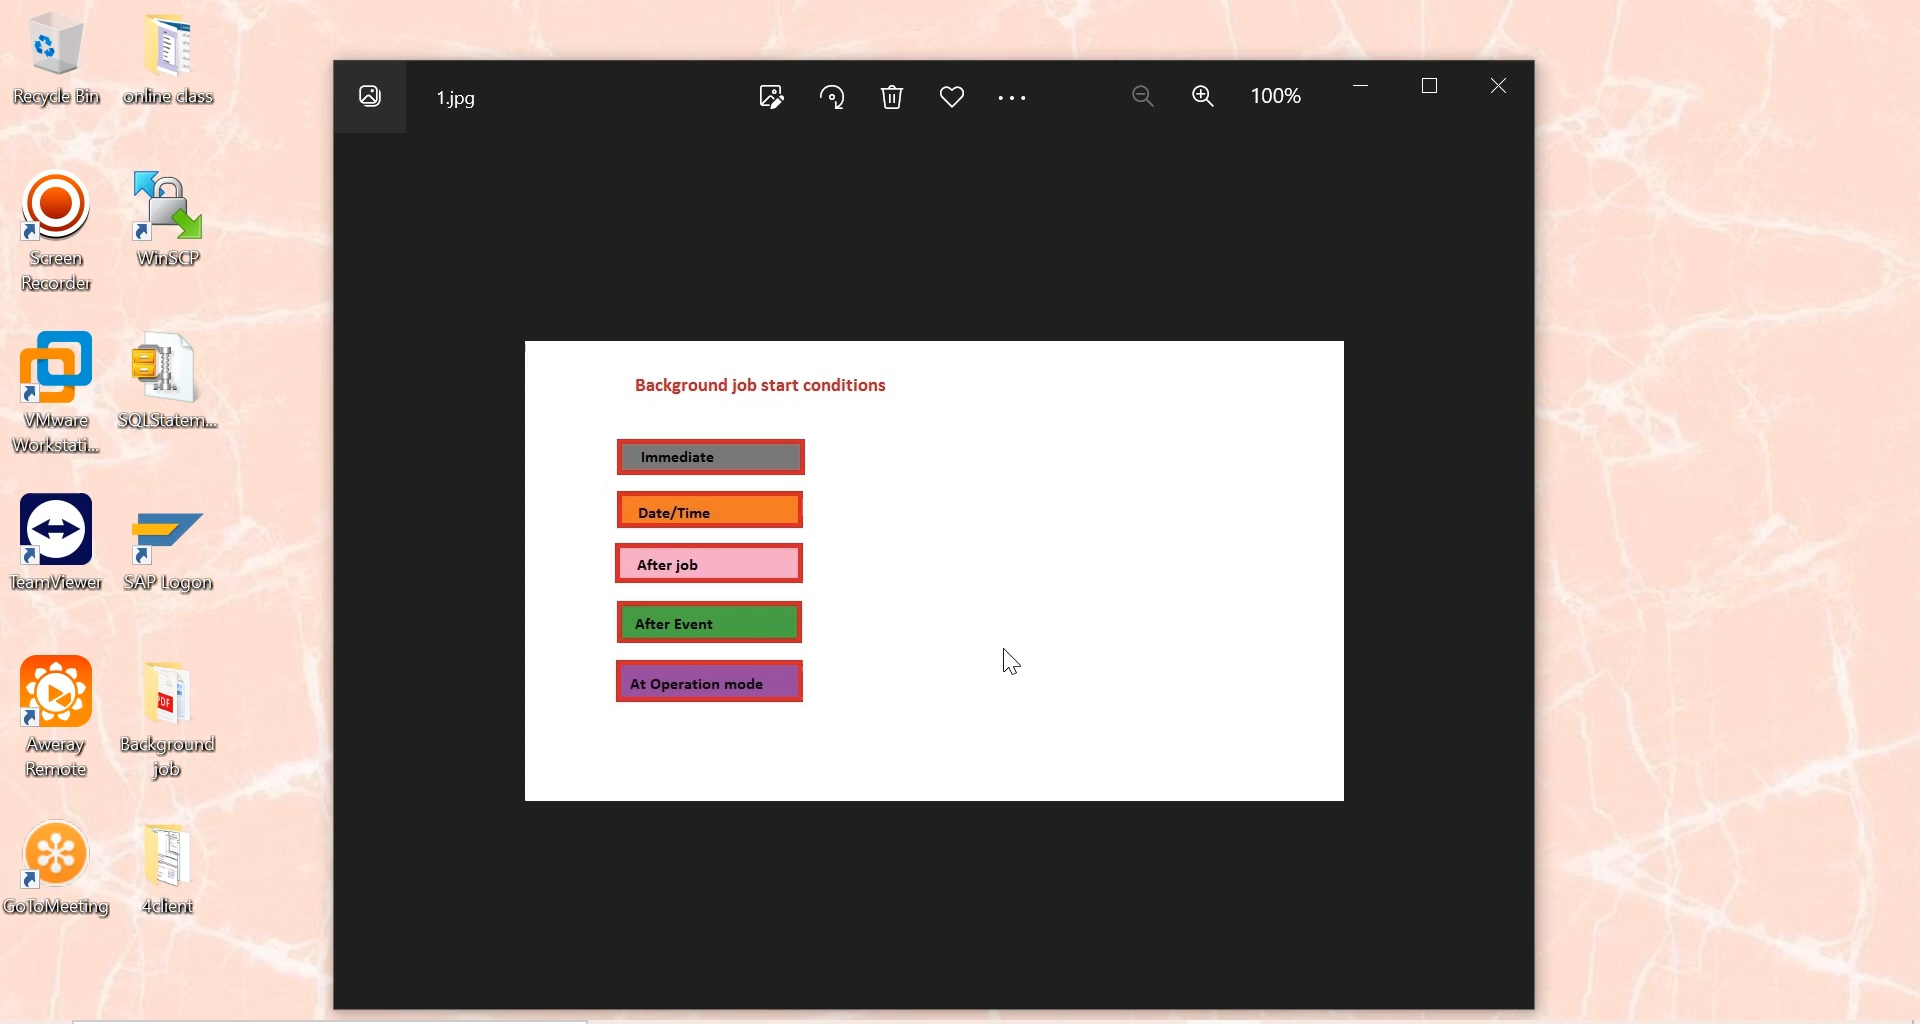 Recycle Bin
online class
Screen
Recorder
WinSCP
VMware
Workstati...
SQLStatem...
TeamViewer
SAP Logon
Aweray
Remote
Background
job
GoToMeeting
4client
1.jpg
100%
Background job start conditions
Immediate
Date/Time
After job
After Event
At Operation mode
PDF